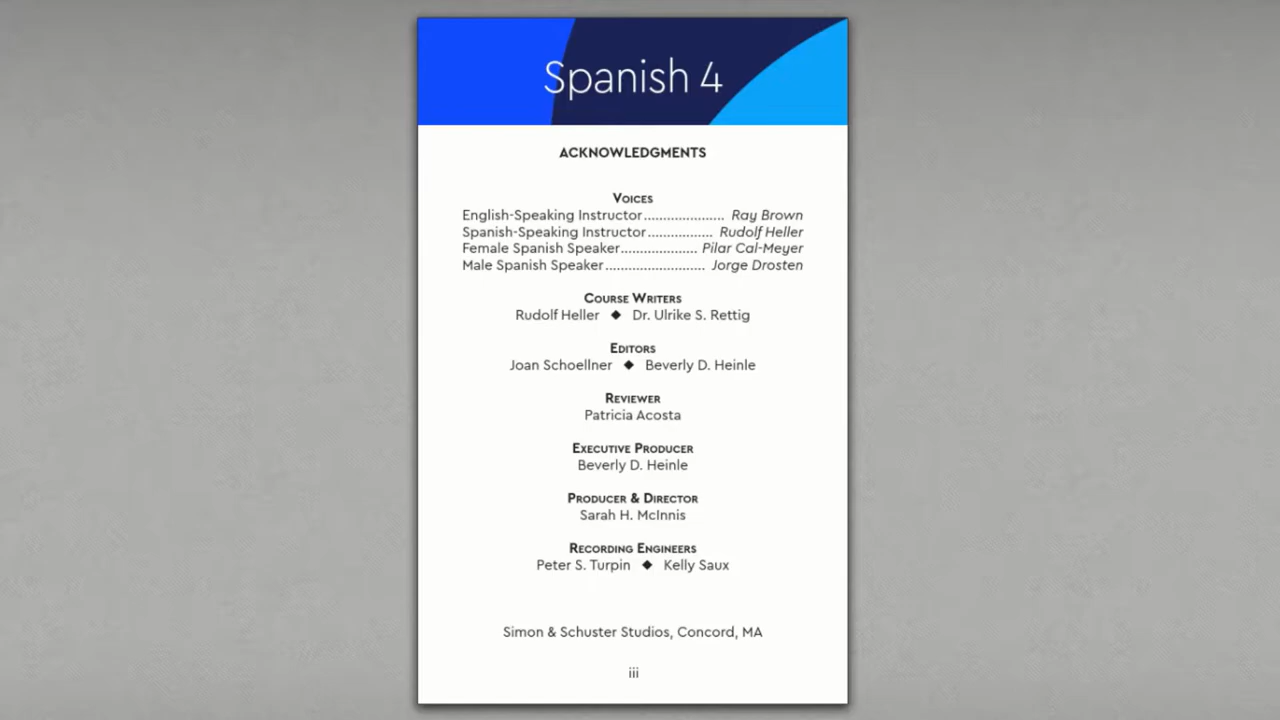 Spanish 4
ACKNOWLEDGMENTS
VOICES
English-Speaking Instructor..................... Ray Brown
Spanish-Speaking Instructor................. Rudolf Heller
Female Spanish Speaker.................... Pilar Cal-Meyer
Male Spanish Speaker.......................... Jorge Drosten
COURSE WRITERS
Rudolf Heller ◆ Dr. Ulrike S. Rettig
EDITORS
Joan Schoellner ◆ Beverly D. Heinle
REVIEWER
Patricia Acosta
EXECUTIVE PRODUCER
Beverly D. Heinle
PRODUCER & DIRECTOR
Sarah H. McInnis
RECORDING ENGINEERS
Peter S. Turpin ◆ Kelly Saux
Simon & Schuster Studios, Concord, MA
iii